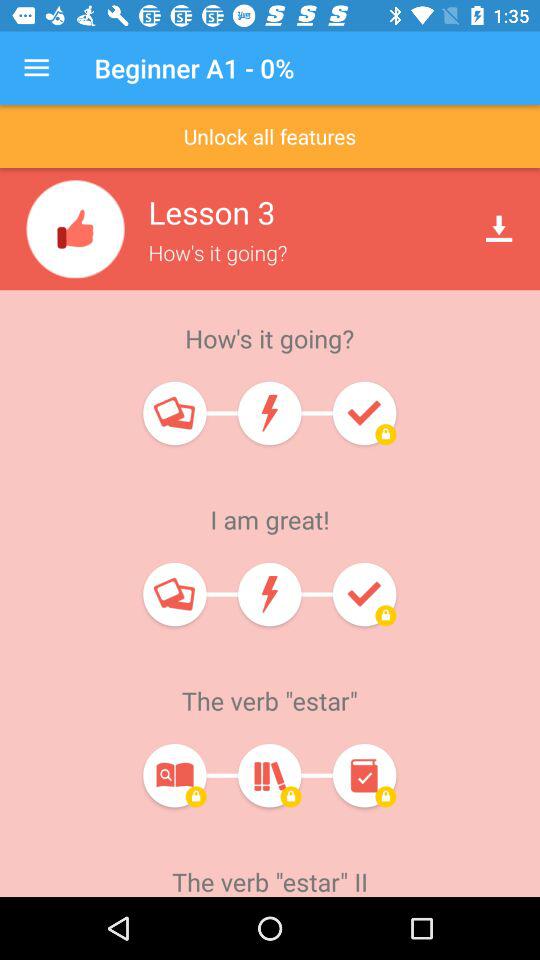 1:35
Beginner A1 - 0%
Unlock all features
Lesson 3
How's it going?
How's it going?
I am great!
The verb "estar"
The verb "estar" II